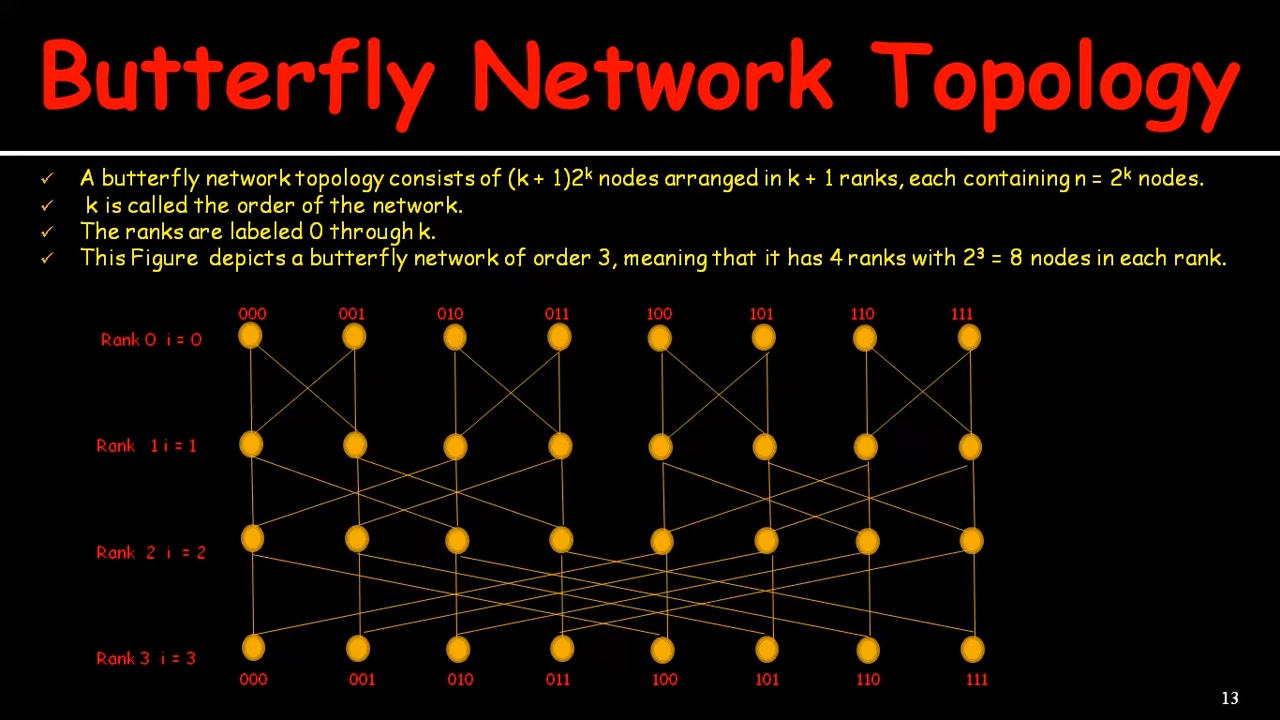 Butterfly Network Topology
✓ A butterfly network topology consists of (k + 1)2ᵏ nodes arranged in k + 1 ranks, each containing n = 2ᵏ nodes.
✓ k is called the order of the network.
✓ The ranks are labeled 0 through k.
✓ This Figure depicts a butterfly network of order 3, meaning that it has 4 ranks with 2³ = 8 nodes in each rank.
000 001 010 011 100 101 110 111
Rank 0 i = 0
Rank 1 i = 1
Rank 2 i = 2
Rank 3 i = 3
000 001 010 011 100 101 110 111
13